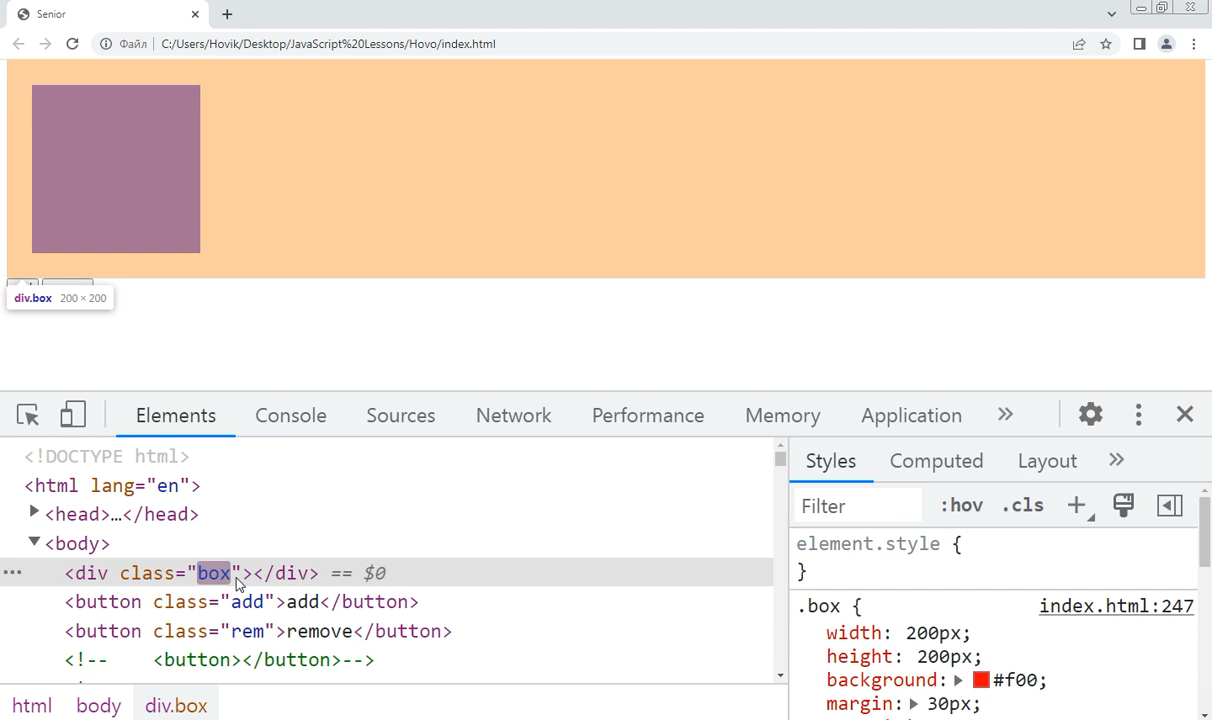 Senior
Файл C:/Users/Hovik/Desktop/JavaScript%20Lessons/Hovo/index.html
div.box 200 × 200
Elements Console Sources Network Performance Memory Application
<!DOCTYPE html>
<html lang="en">
<head>…</head>
<body>
<div class="box"></div> == $0
<button class="add">add</button>
<button class="rem">remove</button>
<!-- <button></button>-->
html body div.box
Styles Computed Layout
Filter :hov .cls
element.style {
}
.box { index.html:247
width: 200px;
height: 200px;
background: #f00;
margin: 30px;